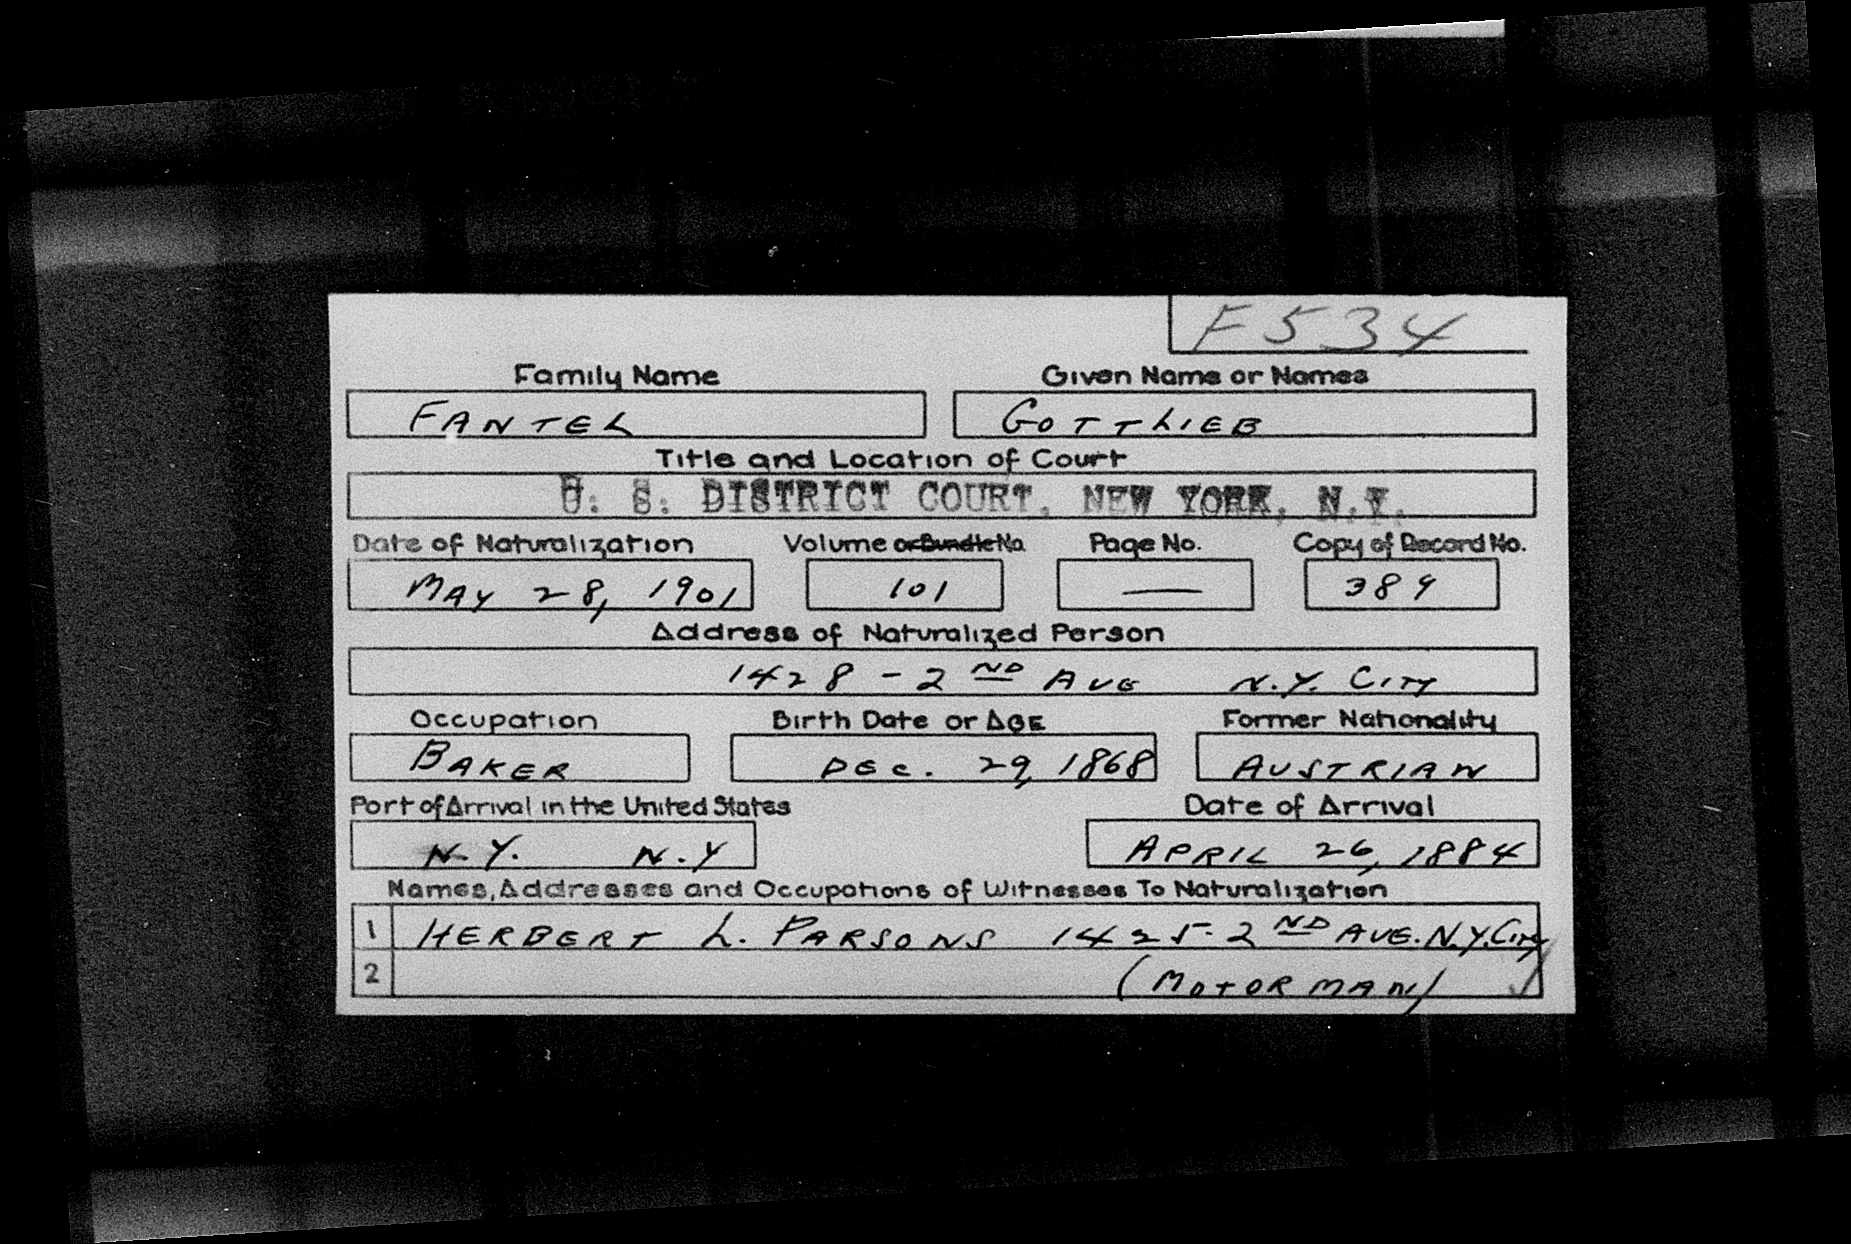 F534
Family Name Given Name or Names
FANTEL GOTTLIEB
Title and Location of Court
U. S. DISTRICT COURT, NEW YORK, N.Y.
Date of Naturalization Volume or Bundle No. Page No. Copy of Record No.
MAY 28, 1901 101 — 389
Address of Naturalized Person
1428 - 2ND AVE N.Y. CITY
Occupation Birth Date or AGE Former Nationality
BAKER DEC. 29, 1868 AUSTRIAN
Port of Arrival in the United States Date of Arrival
N.Y. N.Y APRIL 26, 1884
Names, Addresses and Occupations of Witnesses To Naturalization
1 HERBERT L. PARSONS 1425-2ND AVE. N.Y. CITY
2 (MOTORMAN)